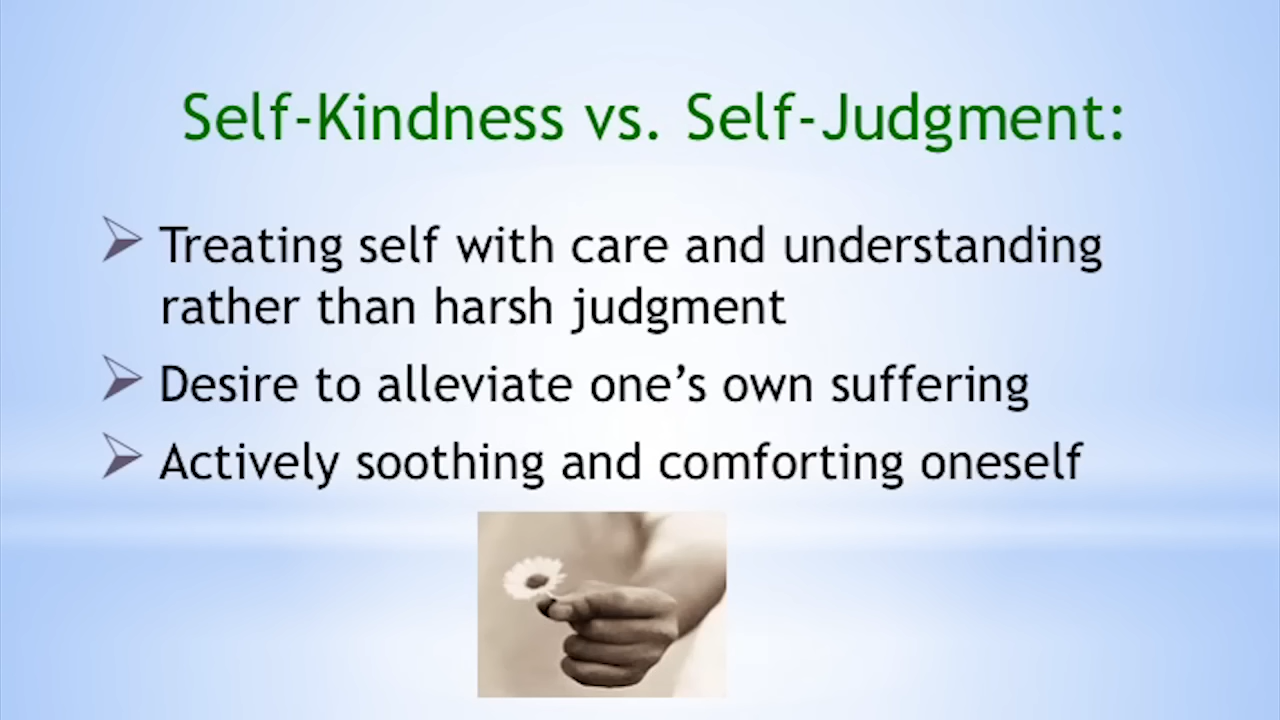 Self-Kindness vs. Self-Judgment:
Treating self with care and understanding
rather than harsh judgment
Desire to alleviate one’s own suffering
Actively soothing and comforting oneself